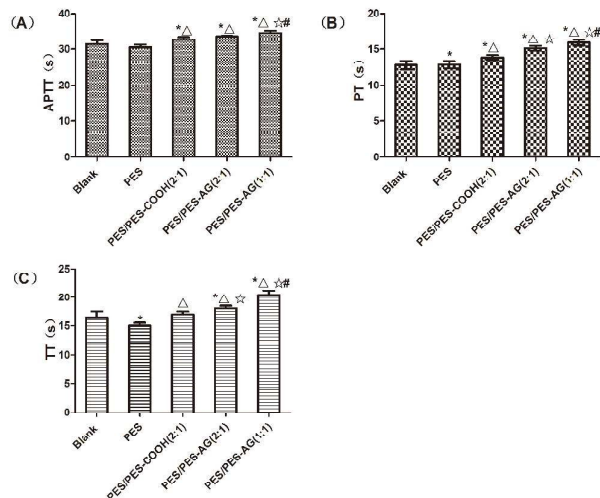 (A)
APTT (s)
40
30
20
10
0
* △
* △
* △ ☆#
Blank
PES
PES/PES-COOH(2:1)
PES/PES-AG(2:1)
PES/PES-AG(1:1)
(B)
PT (s)
20
15
10
5
0
*
* △
* △ ☆
* △ ☆#
Blank
PES
PES/PES-COOH(2:1)
PES/PES-AG(2:1)
PES/PES-AG(1:1)
(C)
TT (s)
25
20
15
10
5
0
*
△
* △ ☆
* △ ☆#
Blank
PES
PES/PES-COOH(2:1)
PES/PES-AG(2:1)
PES/PES-AG(1:1)